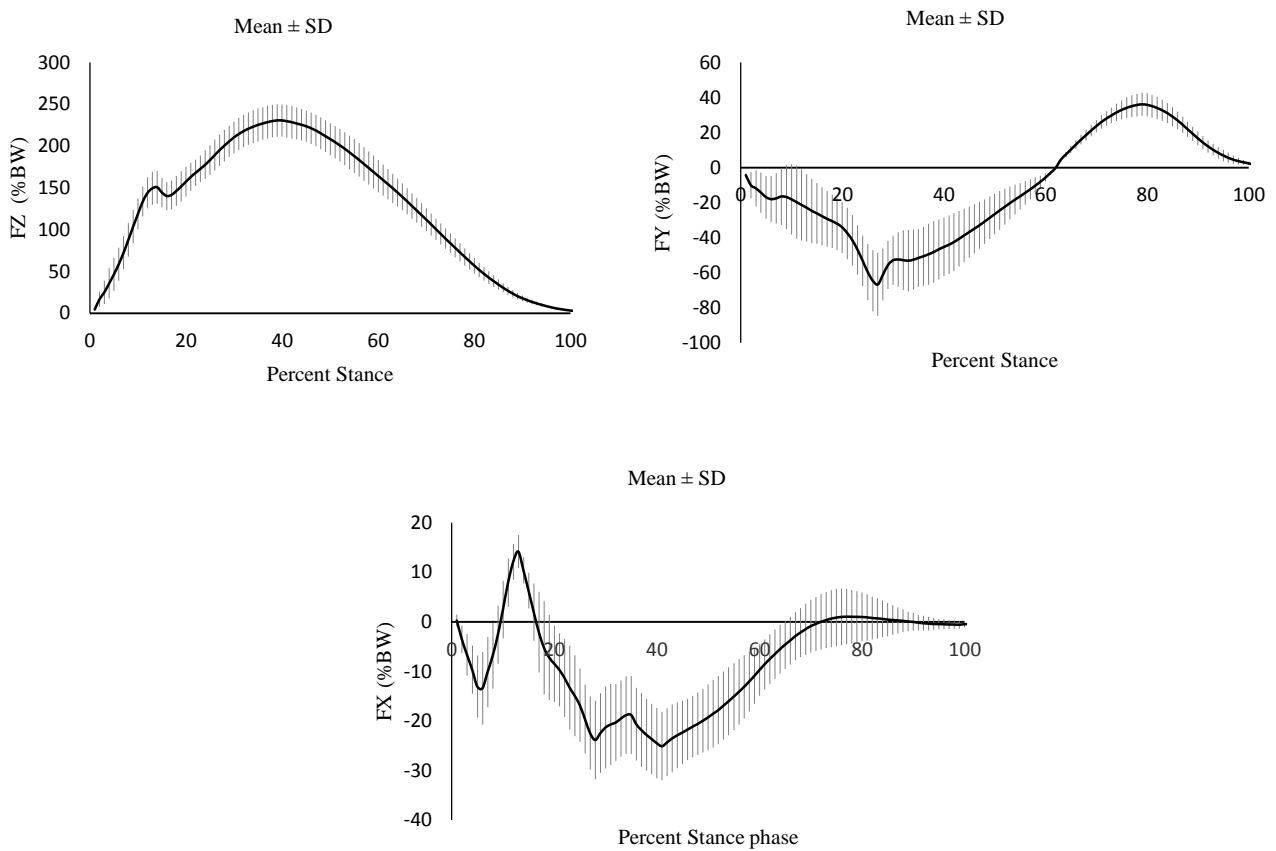 Mean ± SD
300
250
200
150
100
50
0
FZ (%BW)
0 20 40 60 80 100
Percent Stance
Mean ± SD
60
40
20
0
-20
-40
-60
-80
-100
FY (%BW)
0 20 40 60 80 100
Percent Stance
Mean ± SD
20
10
0
-10
-20
-30
-40
FX (%BW)
0 20 40 60 80 100
Percent Stance phase